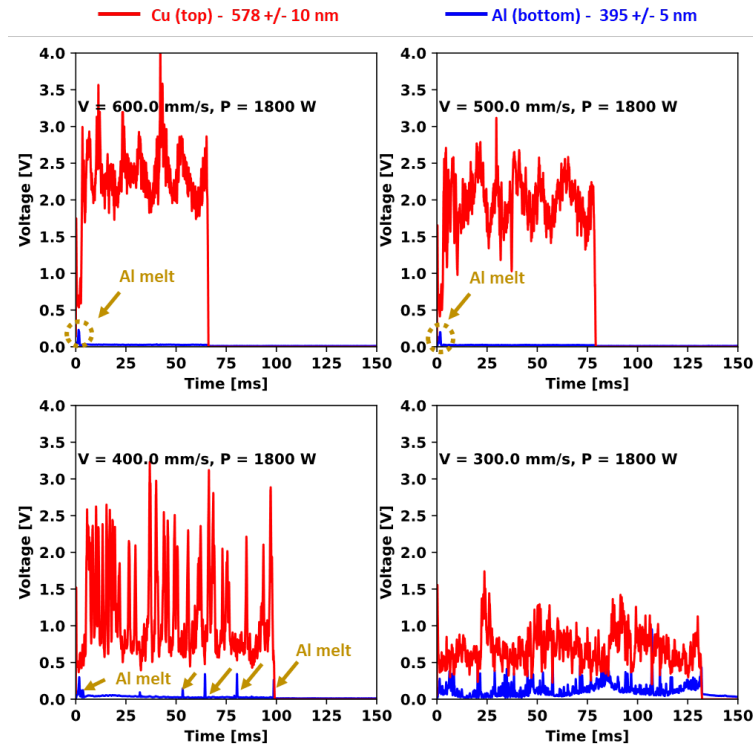 Cu (top) - 578 +/- 10 nm
Al (bottom) - 395 +/- 5 nm
4.0
3.5
3.0
2.5
2.0
1.5
1.0
0.5
0.0
Voltage [V]
V = 600.0 mm/s, P = 1800 W
Al melt
0 25 50 75 100 125 150
Time [ms]
4.0
3.5
3.0
2.5
2.0
1.5
1.0
0.5
0.0
Voltage [V]
V = 500.0 mm/s, P = 1800 W
Al melt
0 25 50 75 100 125 150
Time [ms]
4.0
3.5
3.0
2.5
2.0
1.5
1.0
0.5
0.0
Voltage [V]
V = 400.0 mm/s, P = 1800 W
Al melt
Al melt
0 25 50 75 100 125 150
Time [ms]
4.0
3.5
3.0
2.5
2.0
1.5
1.0
0.5
0.0
Voltage [V]
V = 300.0 mm/s, P = 1800 W
0 25 50 75 100 125 150
Time [ms]